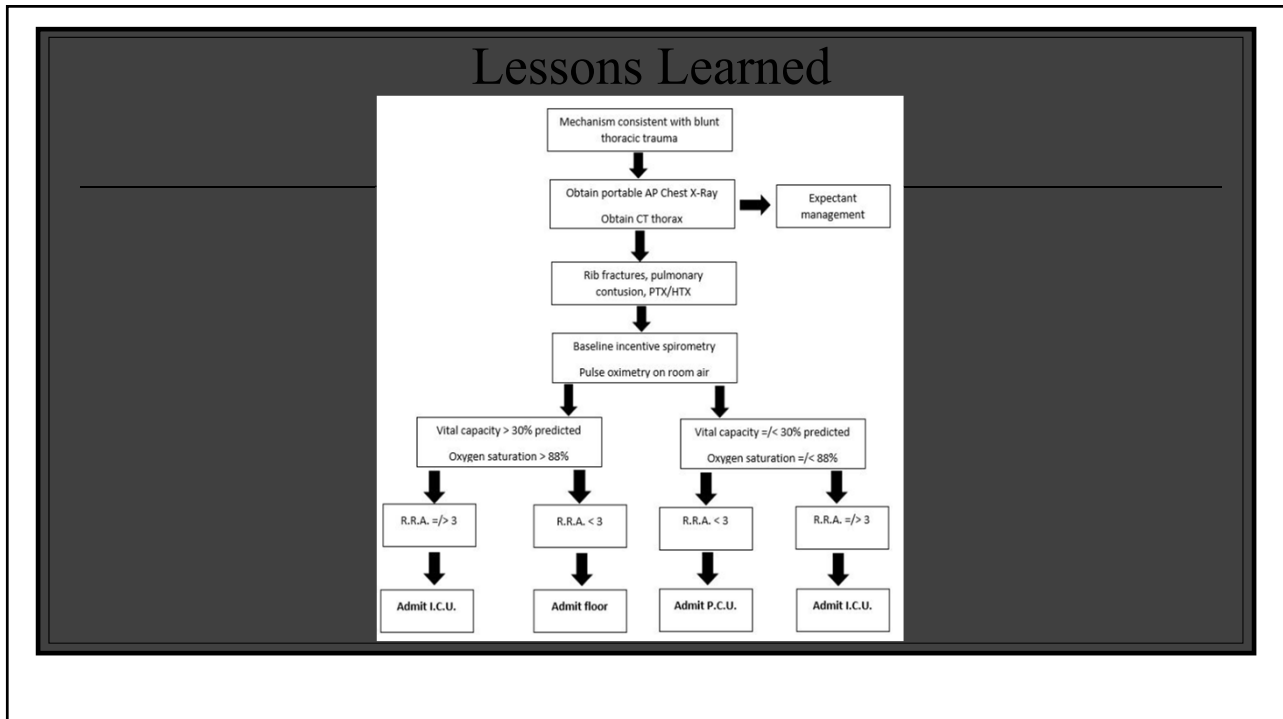 Lessons Learned
Mechanism consistent with blunt
thoracic trauma
Obtain portable AP Chest X-Ray
Obtain CT thorax
Expectant
management
Rib fractures, pulmonary
contusion, PTX/HTX
Baseline incentive spirometry
Pulse oximetry on room air
Vital capacity > 30% predicted
Oxygen saturation > 88%
Vital capacity =/< 30% predicted
Oxygen saturation =/< 88%
R.R.A. =/> 3
R.R.A. < 3
R.R.A. < 3
R.R.A. =/> 3
Admit I.C.U.
Admit floor
Admit P.C.U.
Admit I.C.U.